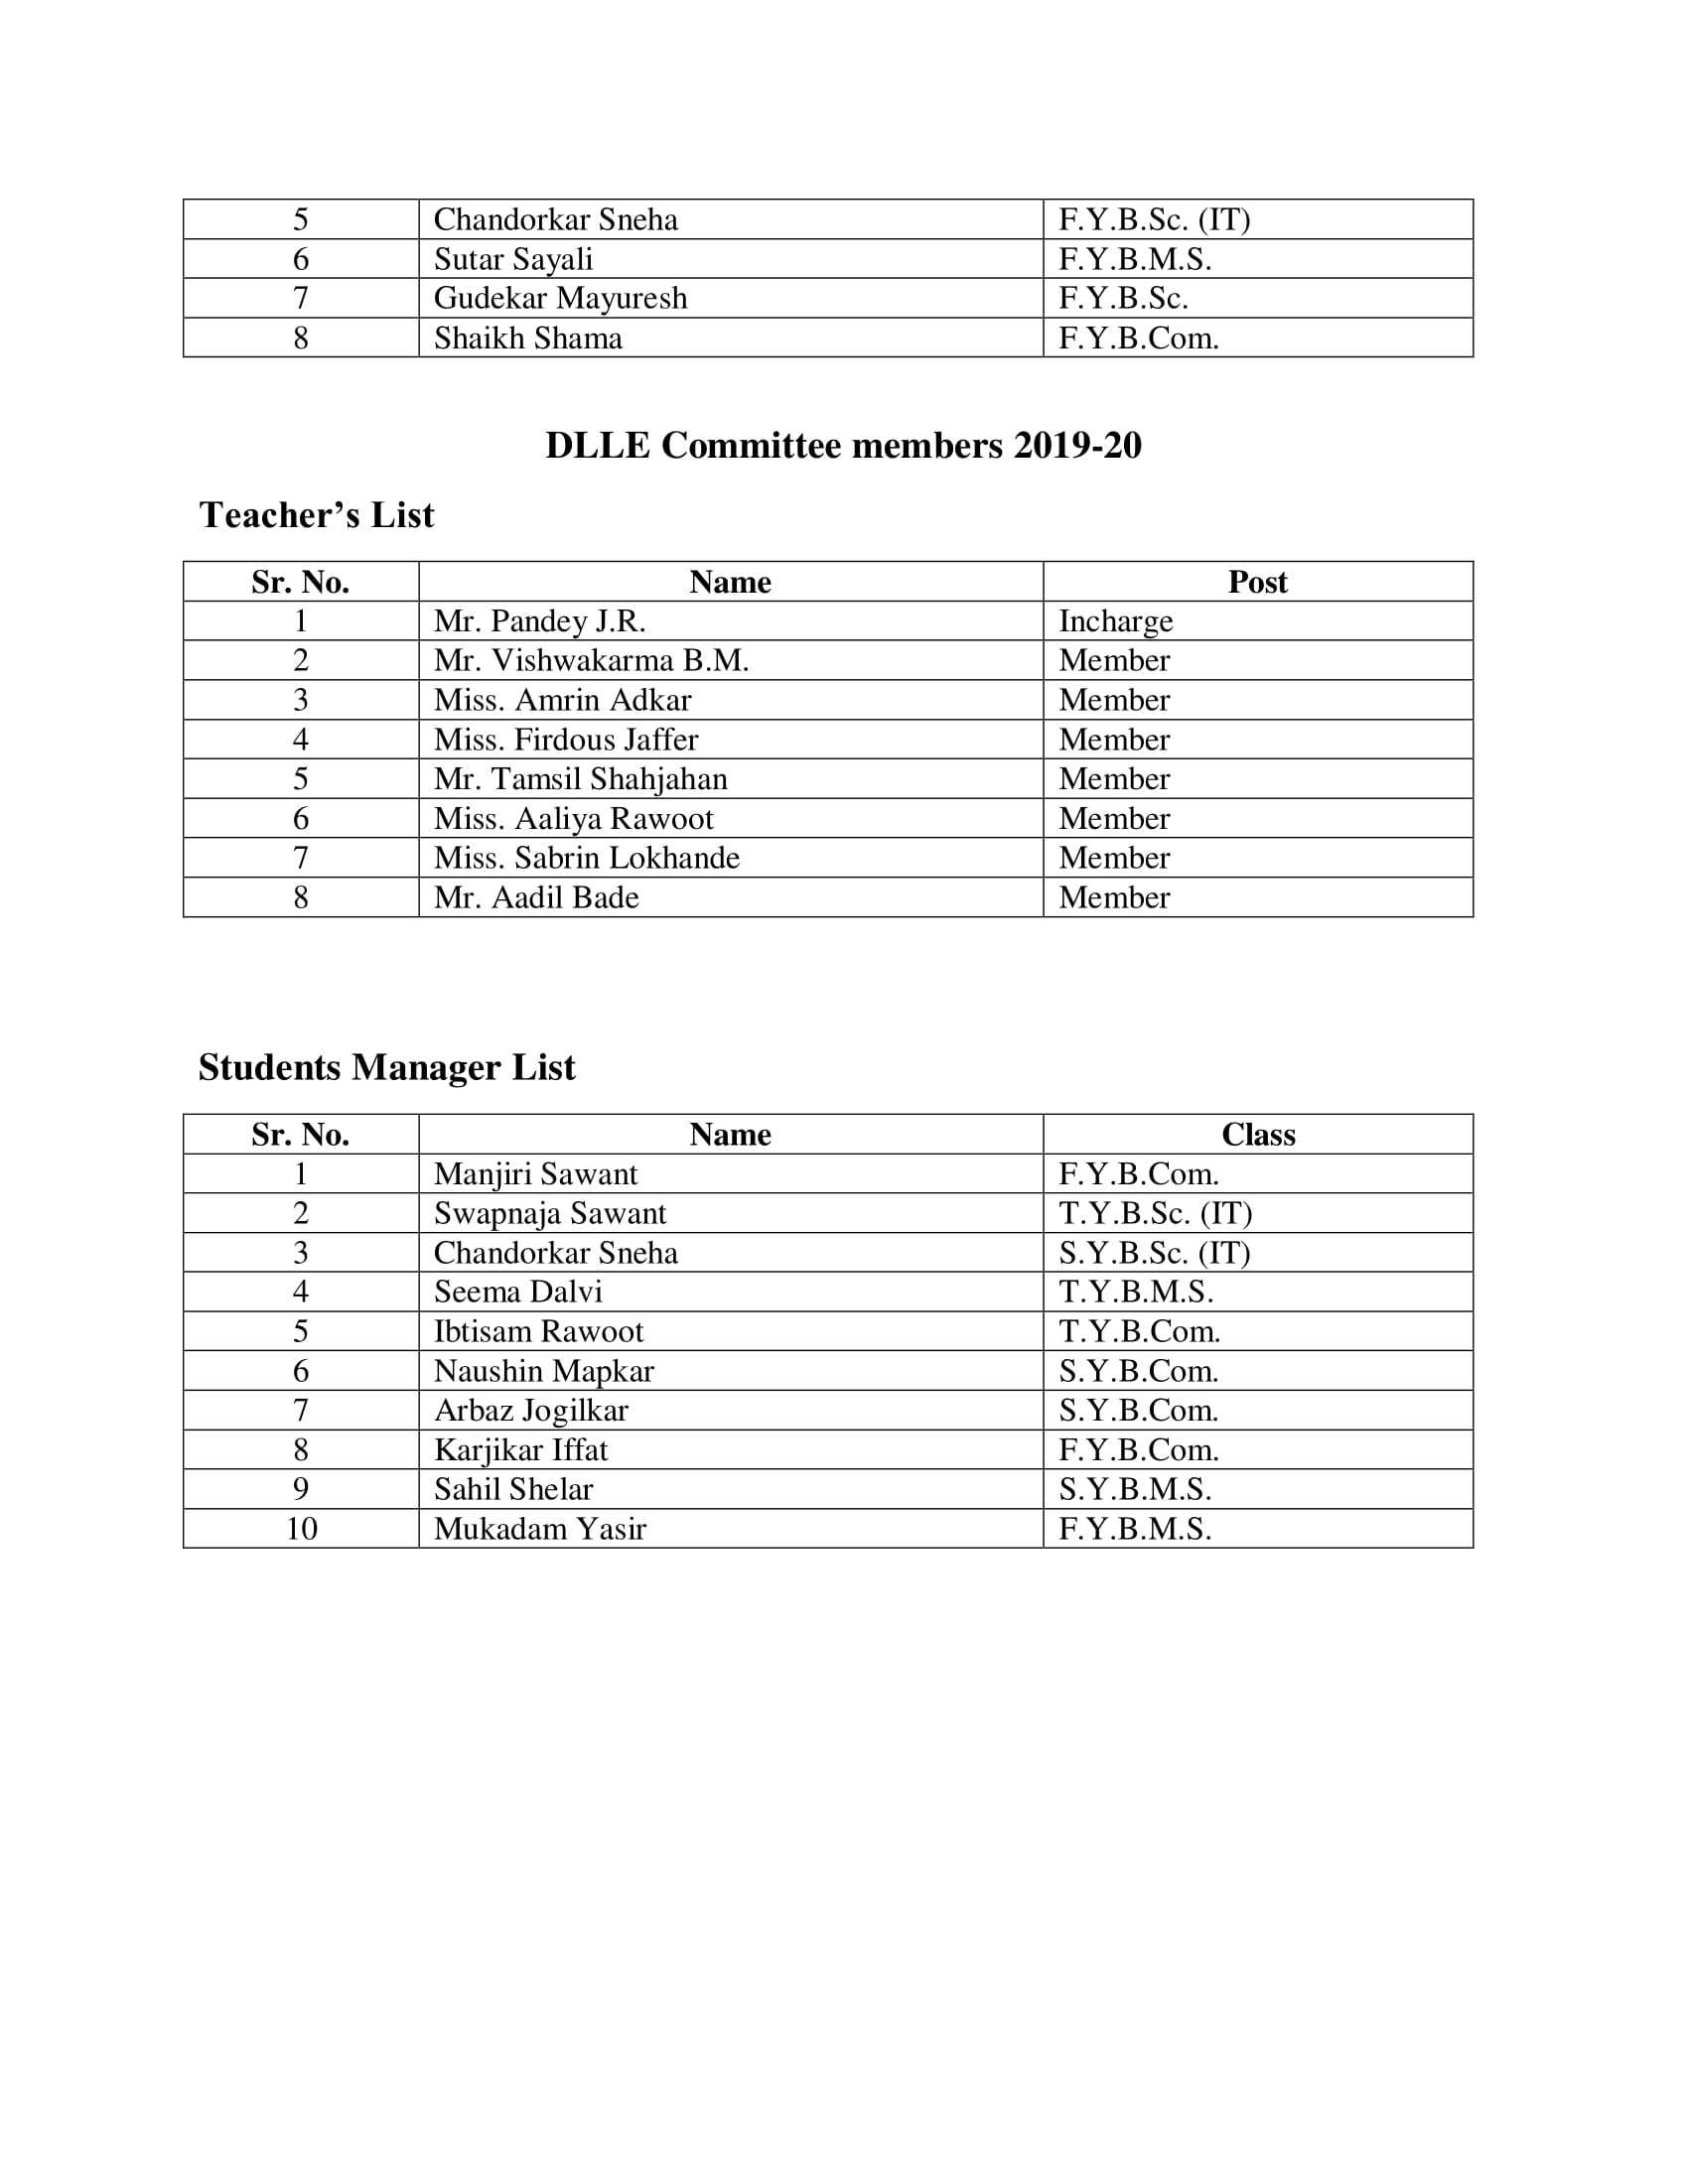 5 Chandorkar Sneha F.Y.B.Sc. (IT)
6 Sutar Sayali F.Y.B.M.S.
7 Gudekar Mayuresh F.Y.B.Sc.
8 Shaikh Shama F.Y.B.Com.
DLLE Committee members 2019-20
Teacher’s List
Sr. No. Name Post
1 Mr. Pandey J.R. Incharge
2 Mr. Vishwakarma B.M. Member
3 Miss. Amrin Adkar Member
4 Miss. Firdous Jaffer Member
5 Mr. Tamsil Shahjahan Member
6 Miss. Aaliya Rawoot Member
7 Miss. Sabrin Lokhande Member
8 Mr. Aadil Bade Member
Students Manager List
Sr. No. Name Class
1 Manjiri Sawant F.Y.B.Com.
2 Swapnaja Sawant T.Y.B.Sc. (IT)
3 Chandorkar Sneha S.Y.B.Sc. (IT)
4 Seema Dalvi T.Y.B.M.S.
5 Ibtisam Rawoot T.Y.B.Com.
6 Naushin Mapkar S.Y.B.Com.
7 Arbaz Jogilkar S.Y.B.Com.
8 Karjikar Iffat F.Y.B.Com.
9 Sahil Shelar S.Y.B.M.S.
10 Mukadam Yasir F.Y.B.M.S.